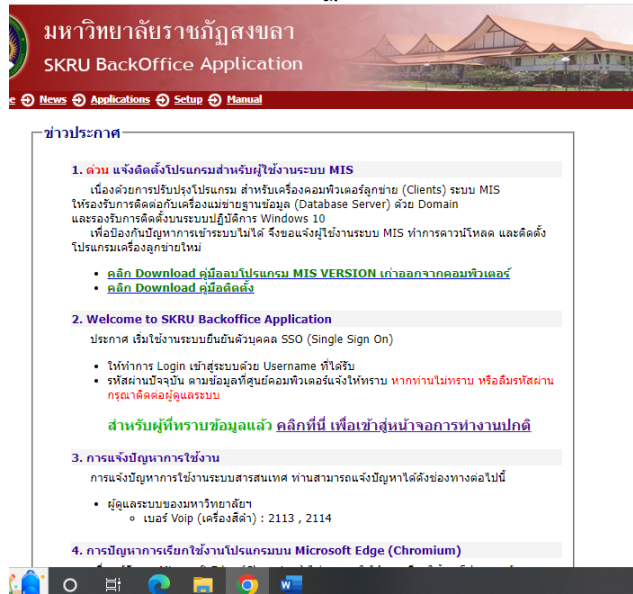 มหาวิทยาลัยราชภัฏสงขลา
SKRU BackOffice Application
News Applications Setup Manual
ข่าวประกาศ
1. ด่วน แจ้งติดตั้งโปรแกรมสำหรับผู้ใช้งานระบบ MIS
เนื่องด้วยการปรับปรุงโปรแกรม สำหรับเครื่องคอมพิวเตอร์ลูกข่าย (Clients) ระบบ MIS
ให้รองรับการติดต่อกับเครื่องแม่ข่ายฐานข้อมูล (Database Server) ด้วย Domain
และรองรับการติดตั้งบนระบบปฏิบัติการ Windows 10
เพื่อป้องกันปัญหาการเข้าระบบไม่ได้ จึงขอแจ้งผู้ใช้งานระบบ MIS ทำการดาวน์โหลด และติดตั้ง
โปรแกรมเครื่องลูกข่ายใหม่
• คลิก Download คู่มือลบโปรแกรม MIS VERSION เก่าออกจากคอมพิวเตอร์
• คลิก Download คู่มือติดตั้ง
2. Welcome to SKRU Backoffice Application
ประกาศ เริ่มใช้งานระบบยืนยันตัวบุคคล SSO (Single Sign On)
• ให้ทำการ Login เข้าสู่ระบบด้วย Username ที่ได้รับ
• รหัสผ่านปัจจุบัน ตามข้อมูลที่ศูนย์คอมพิวเตอร์แจ้งให้ทราบ หากท่านไม่ทราบ หรือลืมรหัสผ่าน
กรุณาติดต่อผู้ดูแลระบบ
สำหรับผู้ที่ทราบข้อมูลแล้ว คลิกที่นี่ เพื่อเข้าสู่หน้าจอการทำงานปกติ
3. การแจ้งปัญหาการใช้งาน
การแจ้งปัญหาการใช้งานระบบสารสนเทศ ท่านสามารถแจ้งปัญหาได้ดังช่องทางต่อไปนี้
• ผู้ดูแลระบบของมหาวิทยาลัยฯ
เบอร์ Voip (เครื่องสีดำ) : 2113 , 2114
4. การปัญหาการเรียกใช้งานโปรแกรมบน Microsoft Edge (Chromium)